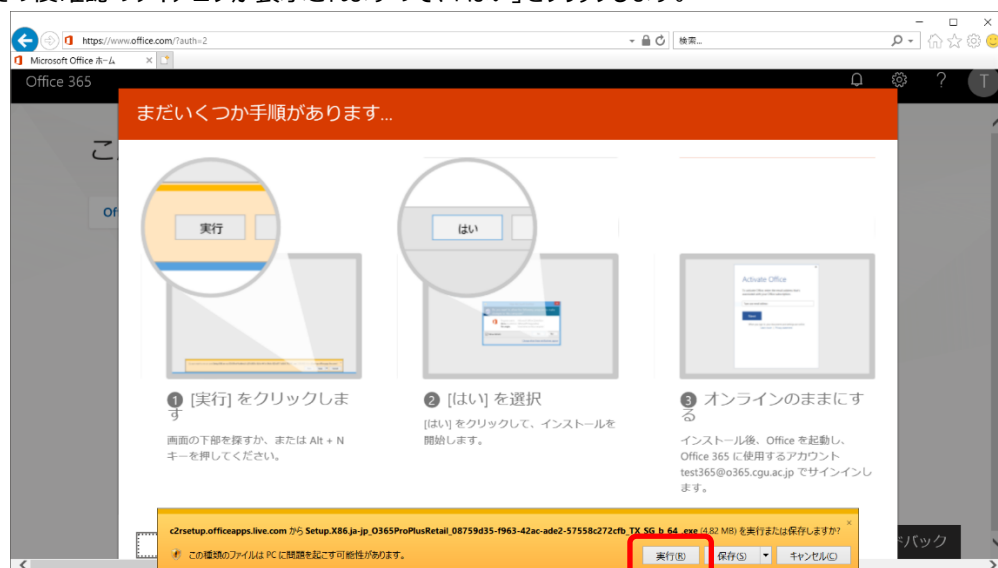 https://www.office.com/?auth=2
検索...
Microsoft Office ホーム
Office 365
?
T
まだいくつか手順があります...
こ
Of
実行
はい
Activate Office
❶ [実行] をクリックしま
す
画面の下部を探すか、または Alt + N
キーを押してください。
❷ [はい] を選択
[はい] をクリックして、インストールを
開始します。
❸ オンラインのままにす
る
インストール後、Office を起動し、
Office 365 に使用するアカウント
test365@o365.cgu.ac.jp でサインインし
ます。
c2rsetup.officeapps.live.com から Setup.X86.ja-jp_O365ProPlusRetail_08759d35-f963-42ac-ade2-57558c272cfb_TX_SG_b_64_.exe (4.82 MB) を実行または保存しますか?
この種類のファイルは PC に問題を起こす可能性があります。
実行(R)
保存(S)
キャンセル(C)
ドバック